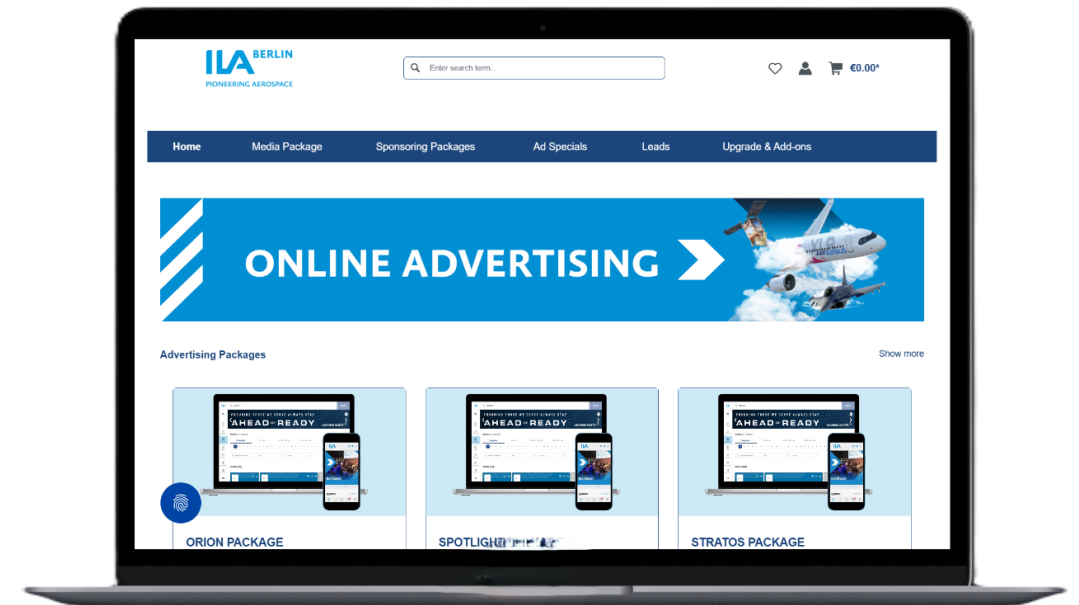 ILA BERLIN
PIONEERING AEROSPACE
Enter search term...
€0.00*
Home Media Package Sponsoring Packages Ad Specials Leads Upgrade & Add-ons
ONLINE ADVERTISING
Advertising Packages Show more
AHEAD OF READY
AHEAD OF READY
AHEAD OF READY
ORION PACKAGE
SPOTLIGHT
STRATOS PACKAGE